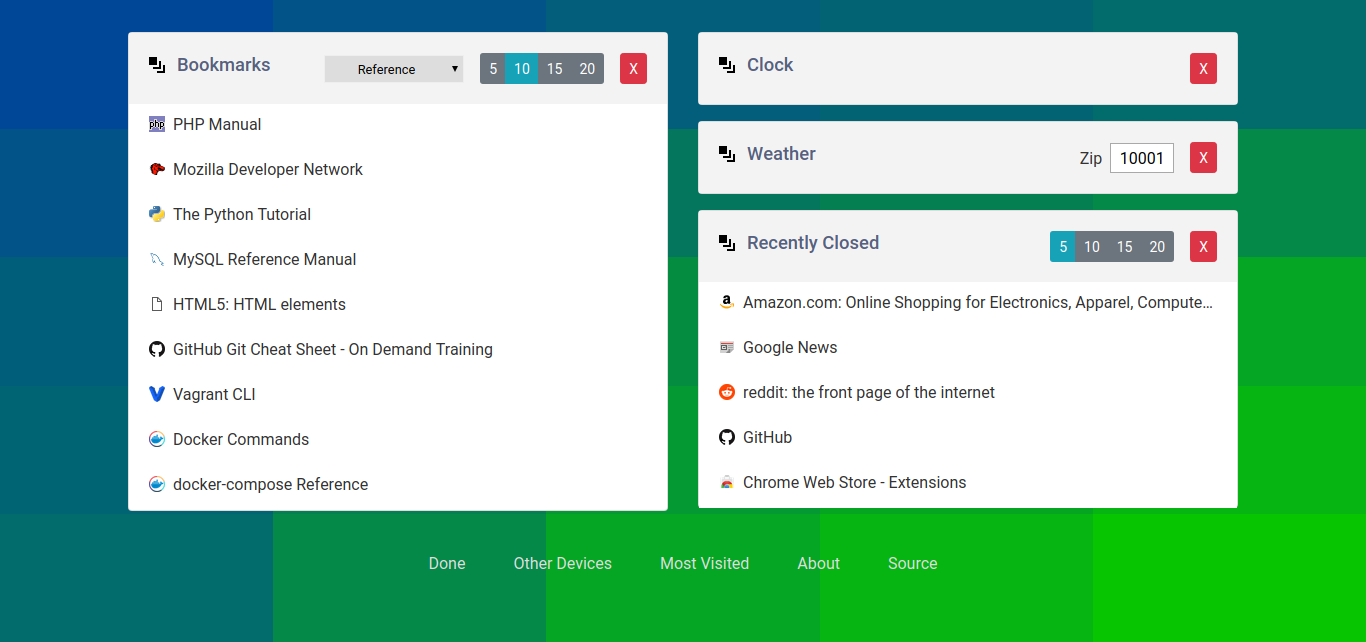 Bookmarks Reference 5 10 15 20 X
php PHP Manual
Mozilla Developer Network
The Python Tutorial
MySQL Reference Manual
HTML5: HTML elements
GitHub Git Cheat Sheet - On Demand Training
Vagrant CLI
Docker Commands
docker-compose Reference
Clock X
Weather Zip 10001 X
Recently Closed 5 10 15 20 X
Amazon.com: Online Shopping for Electronics, Apparel, Compute...
Google News
reddit: the front page of the internet
GitHub
Chrome Web Store - Extensions
Done Other Devices Most Visited About Source